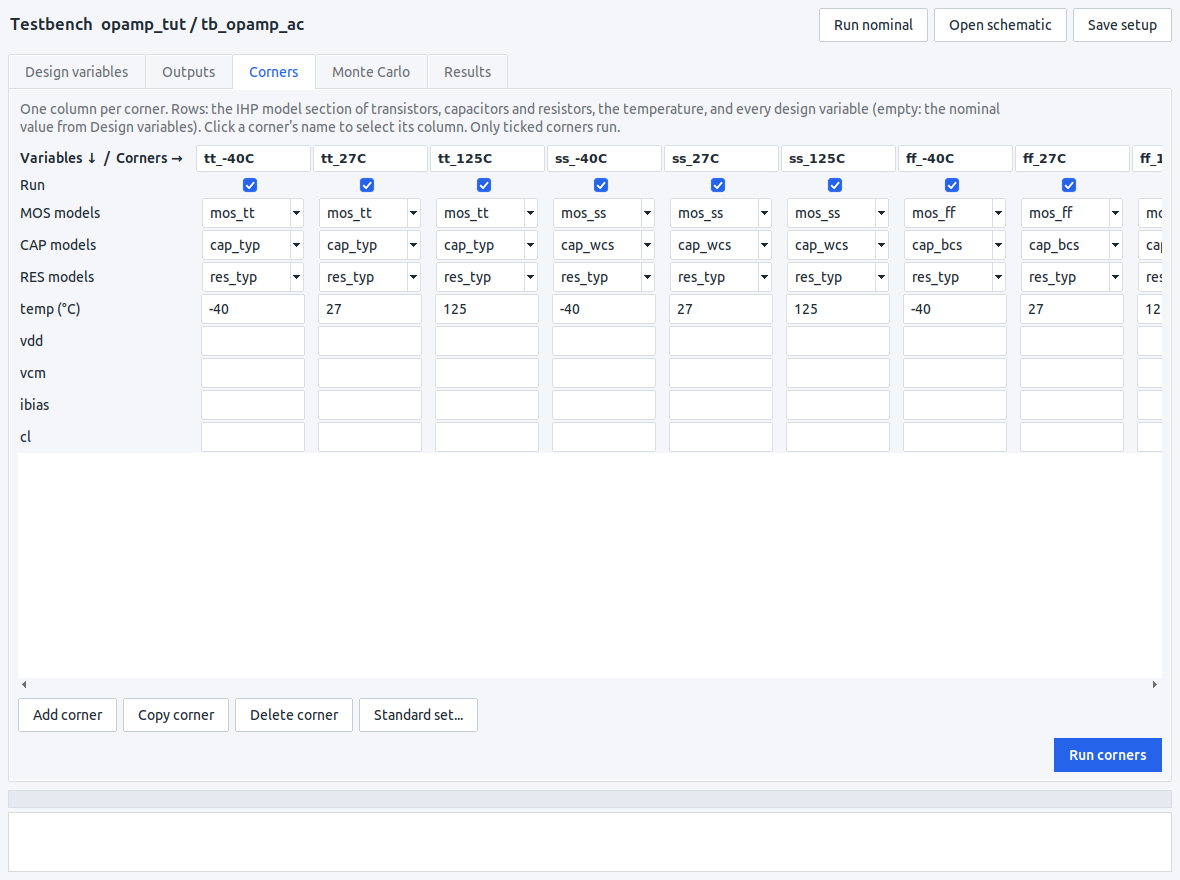 Testbench opamp_tut / tb_opamp_ac
Run nominal Open schematic Save setup
Design variables Outputs Corners Monte Carlo Results
One column per corner. Rows: the IHP model section of transistors, capacitors and resistors, the temperature, and every design variable (empty: the nominal
value from Design variables). Click a corner's name to select its column. Only ticked corners run.
Variables ↓ / Corners → tt_-40C tt_27C tt_125C ss_-40C ss_27C ss_125C ff_-40C ff_27C ff_1
Run
MOS models mos_tt mos_tt mos_tt mos_ss mos_ss mos_ss mos_ff mos_ff
CAP models cap_typ cap_typ cap_typ cap_wcs cap_wcs cap_wcs cap_bcs cap_bcs
RES models res_typ res_typ res_typ res_typ res_typ res_typ res_typ res_typ res
temp (°C) -40 27 125 -40 27 125 -40 27 12
vdd
vcm
ibias
cl
Add corner Copy corner Delete corner Standard set...
Run corners